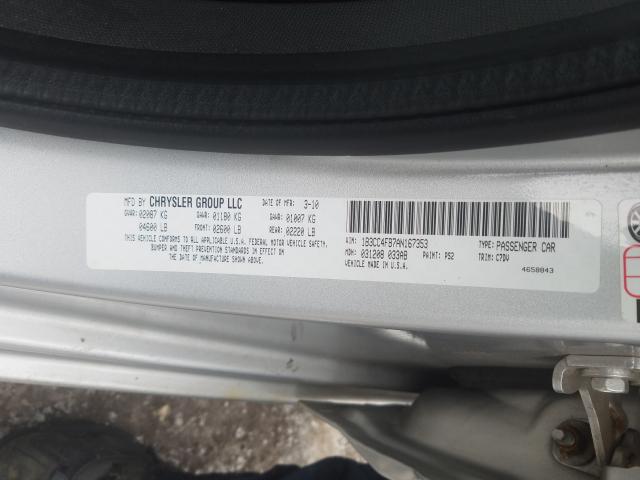 MFD BY CHRYSLER GROUP LLC DATE OF MFR 3-10
GVWR: 02087 KG GAWR 01180 KG GAWR: 01007 KG
04600 LB FRONT: 02600 LB REAR: 02220 LB
THIS VEHICLE CONFORMS TO ALL APPLICABLE U.S.A. FEDERAL MOTOR VEHICLE SAFETY,
BUMPER AND THEFT PREVENTION STANDARDS IN EFFECT ON
THE DATE OF MANUFACTURE SHOWN ABOVE.
VIN: 1B3CC4FB7AN167353 TYPE: PASSENGER CAR
MDH: 031208 033AB PAINT: PS2 TRIM: C7DV
VEHICLE MADE IN U.S.A. 4658843